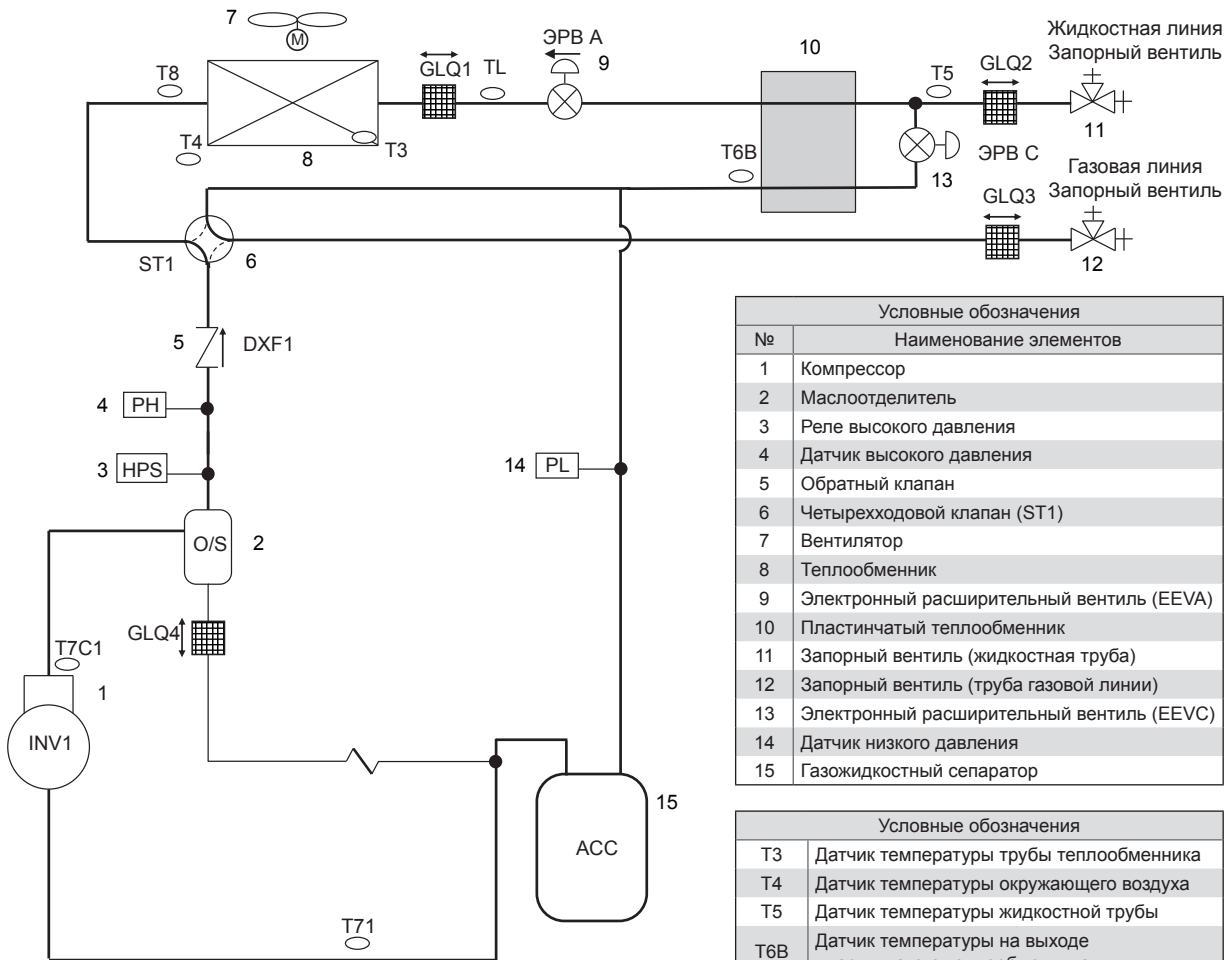 7
M
ЭРВ А
9
10
Жидкостная линия
Запорный вентиль
T8
GLQ1
TL
T5
GLQ2
11
T4
T3
8
T6B
ЭРВ С
13
Газовая линия
Запорный вентиль
GLQ3
ST1
6
12
5
DXF1
4
PH
3
HPS
14
PL
O/S
2
GLQ4
T7C1
1
INV1
15
ACC
T71
Условные обозначения
№ Наименование элементов
1 Компрессор
2 Маслоотделитель
3 Реле высокого давления
4 Датчик высокого давления
5 Обратный клапан
6 Четырехходовой клапан (ST1)
7 Вентилятор
8 Теплообменник
9 Электронный расширительный вентиль (EEVA)
10 Пластинчатый теплообменник
11 Запорный вентиль (жидкостная труба)
12 Запорный вентиль (труба газовой линии)
13 Электронный расширительный вентиль (EEVC)
14 Датчик низкого давления
15 Газожидкостный сепаратор
Условные обозначения
T3 Датчик температуры трубы теплообменника
T4 Датчик температуры окружающего воздуха
T5 Датчик температуры жидкостной трубы
T6B Датчик температуры на выходе